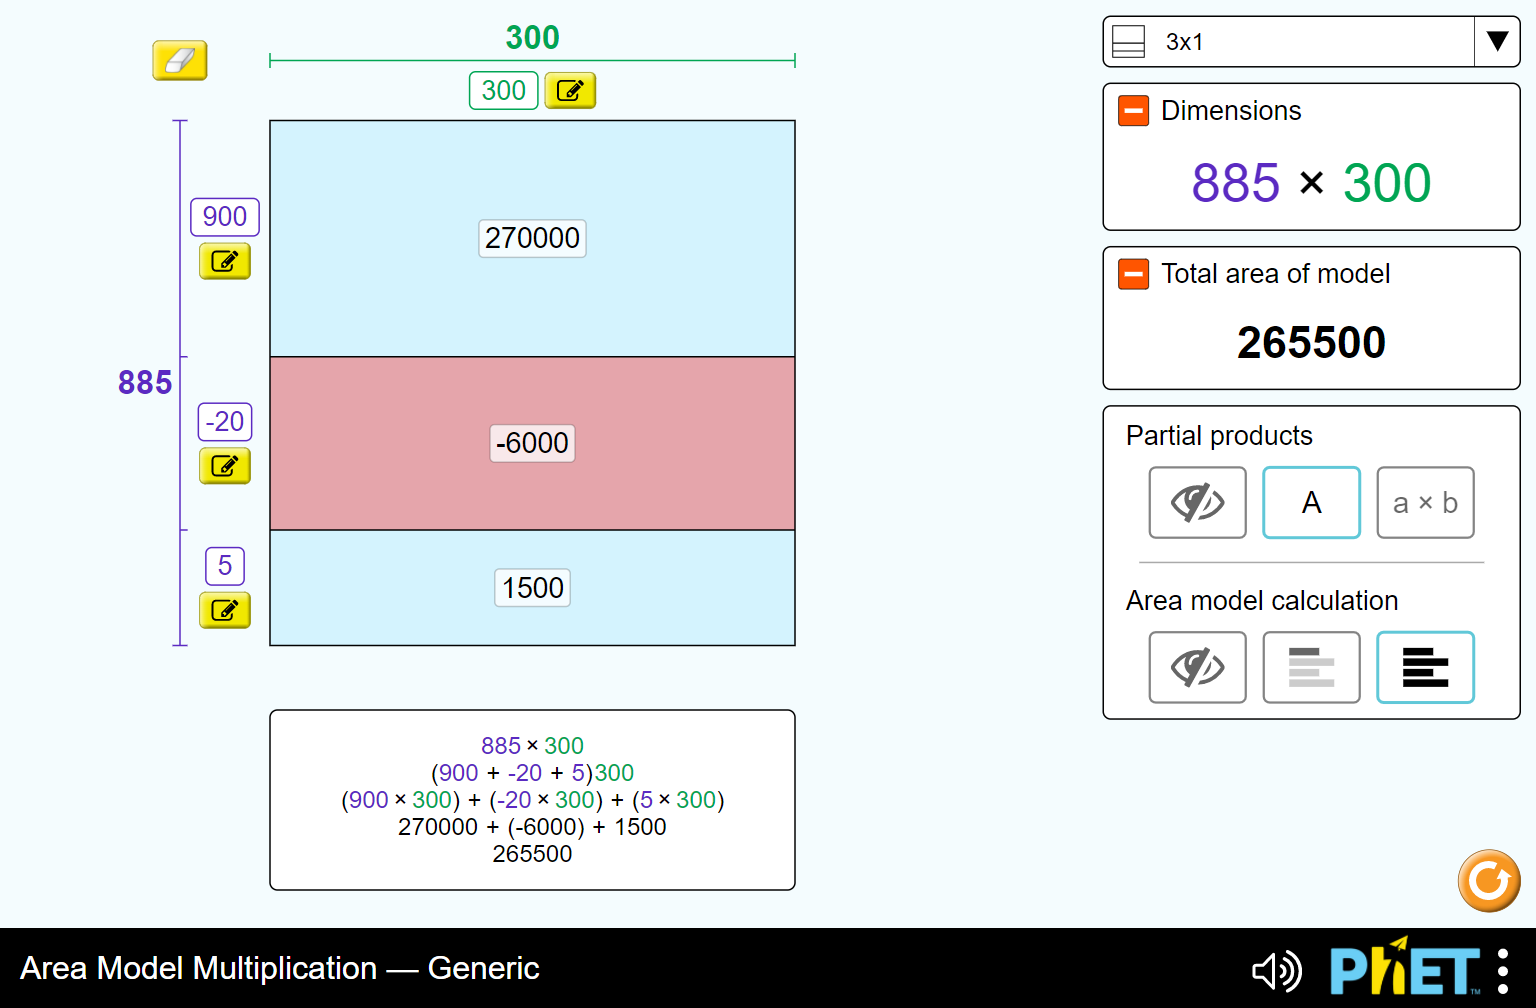 300
300
3x1
Dimensions
885 × 300
900
270000
Total area of model
265500
885
-20
-6000
Partial products
A
a × b
5
1500
Area model calculation
885 × 300
(900 + -20 + 5)300
(900 × 300) + (-20 × 300) + (5 × 300)
270000 + (-6000) + 1500
265500
Area Model Multiplication — Generic
PhET™